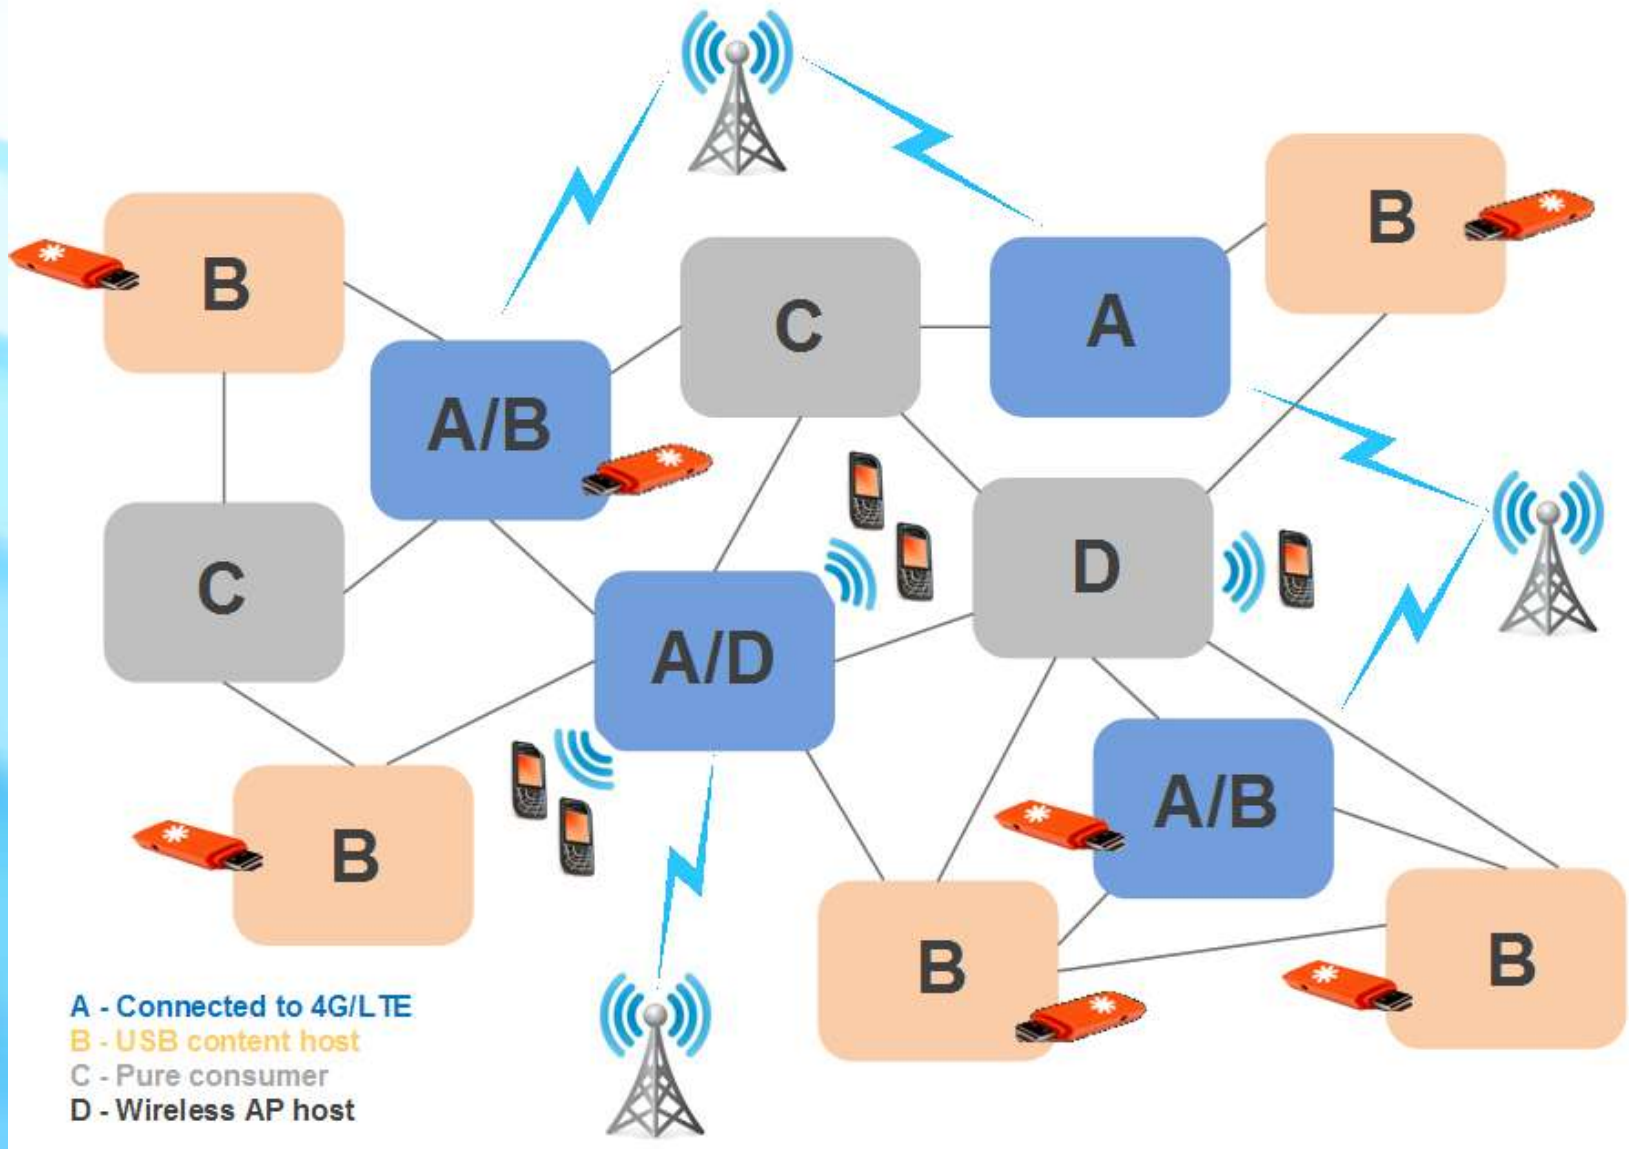 B
B
C
A
A/B
D
C
A/D
A/B
B
B
B
A - Connected to 4G/LTE
B - USB content host
C - Pure consumer
D - Wireless AP host